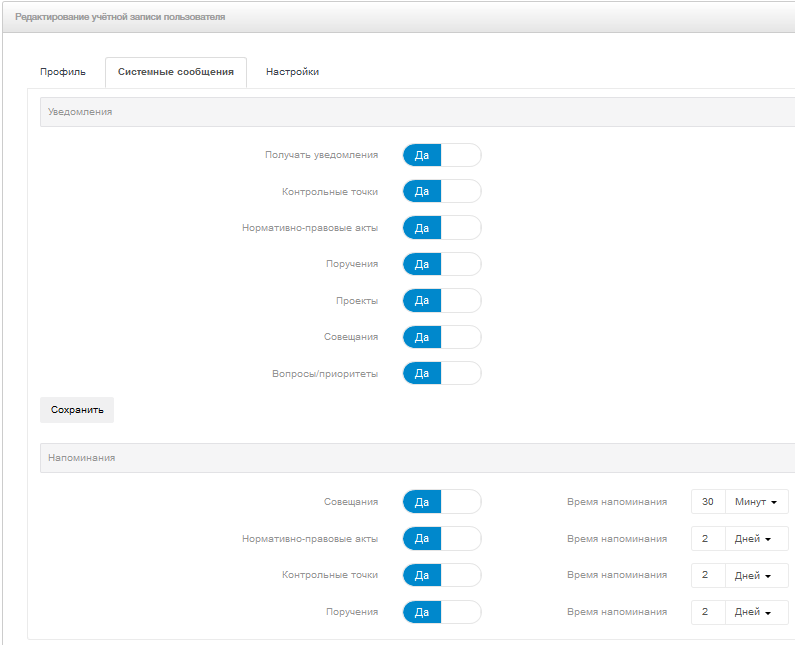 Редактирование учётной записи пользователя
Профиль Системные сообщения Настройки
Уведомления
Получать уведомления Да
Контрольные точки Да
Нормативно-правовые акты Да
Поручения Да
Проекты Да
Совещания Да
Вопросы/приоритеты Да
Сохранить
Напоминания
Совещания Да Время напоминания 30 Минут
Нормативно-правовые акты Да Время напоминания 2 Дней
Контрольные точки Да Время напоминания 2 Дней
Поручения Да Время напоминания 2 Дней